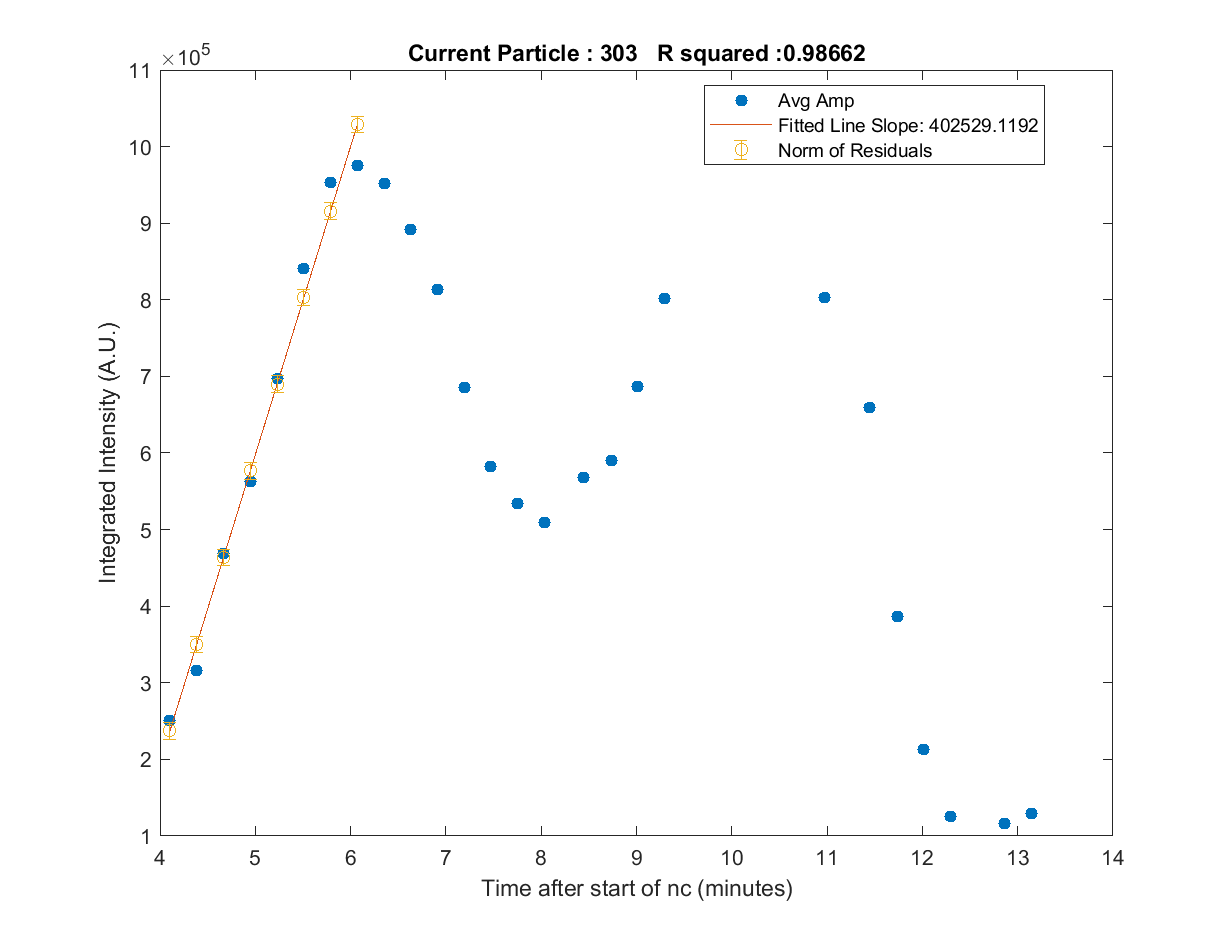 Current Particle : 303 R squared :0.98662
×10^5
Avg Amp
Fitted Line Slope: 402529.1192
Norm of Residuals
11
10
9
8
7
6
5
4
3
2
1
Integrated Intensity (A.U.)
4 5 6 7 8 9 10 11 12 13 14
Time after start of nc (minutes)